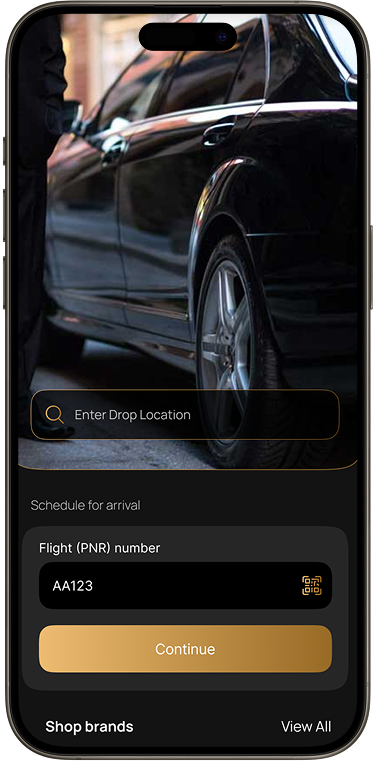 Enter Drop Location
Schedule for arrival
Flight (PNR) number
AA123
Continue
Shop brands View All